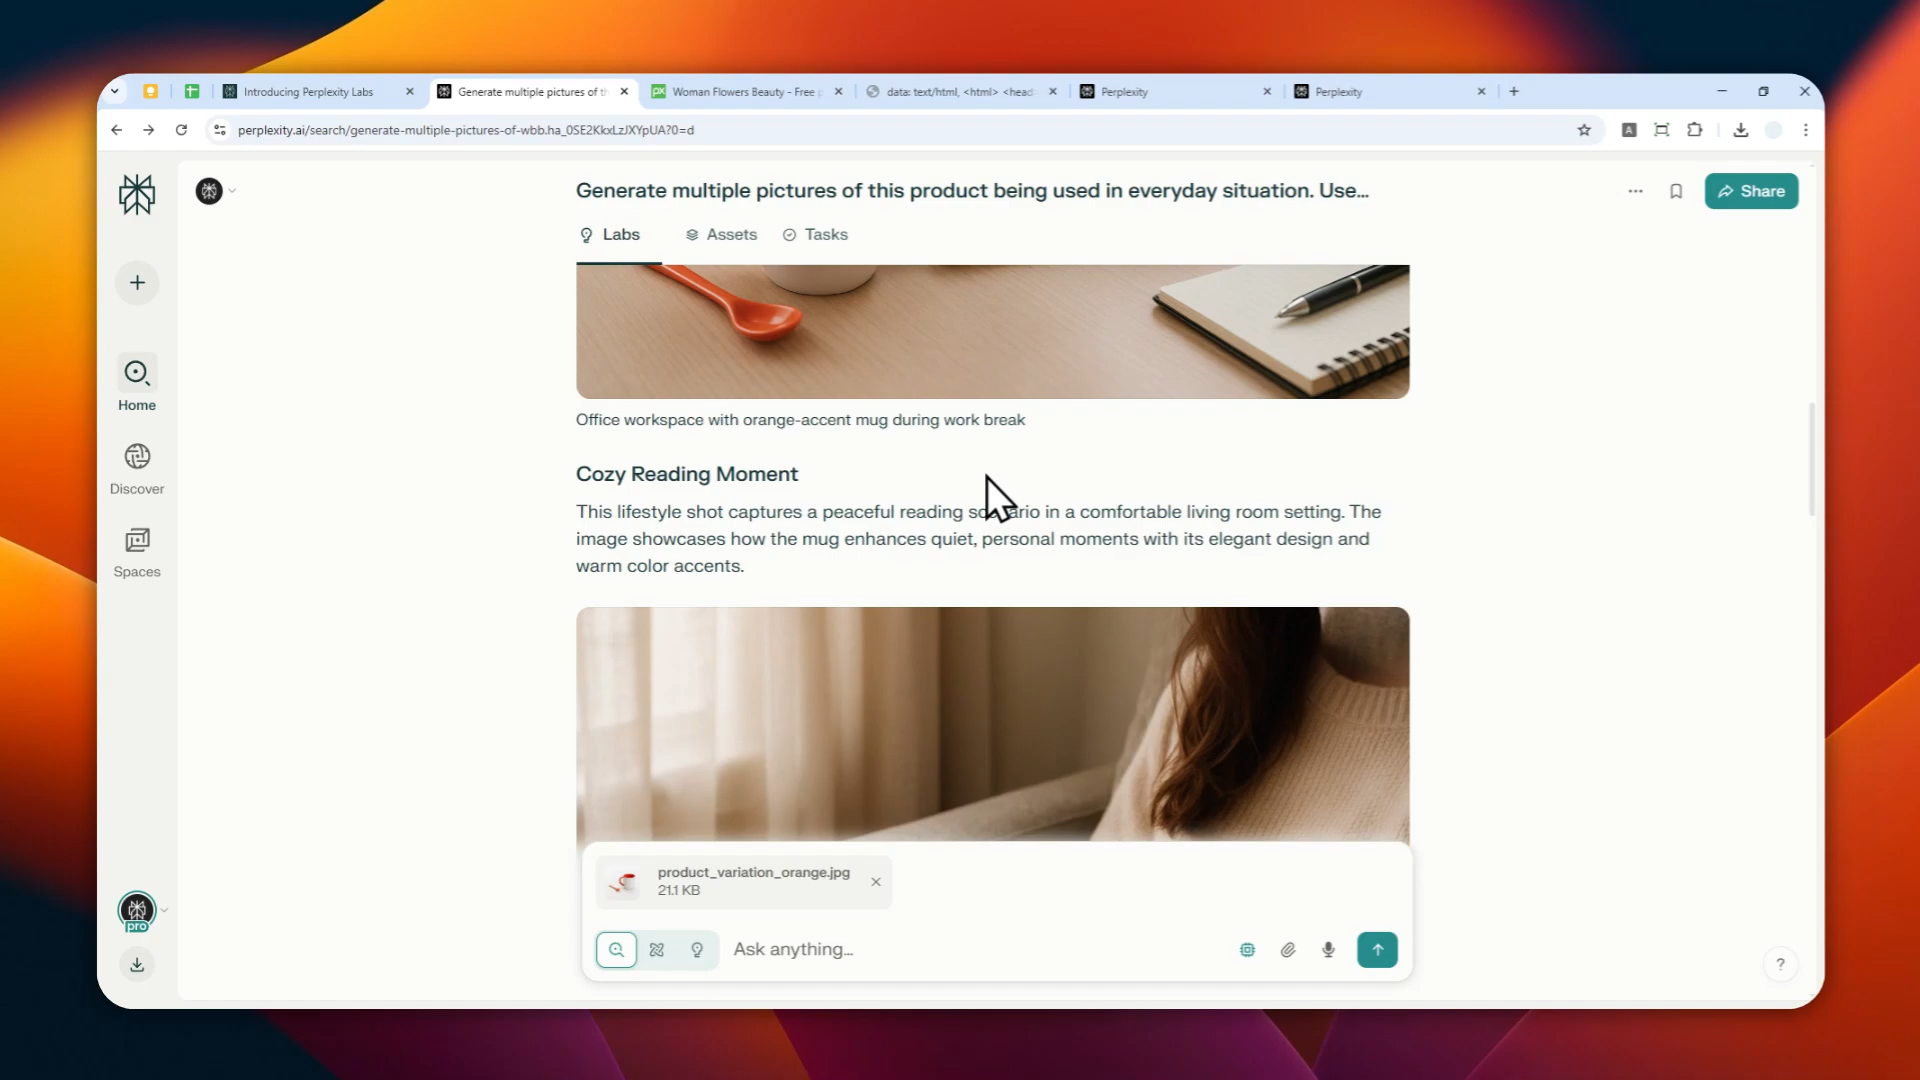 Introducing Perplexity Labs
Generate multiple pictures of th
Woman Flowers Beauty - Free p
data: text/html, <html> <head
Perplexity
Perplexity
perplexity.ai/search/generate-multiple-pictures-of-wbb.ha_0SE2KkxLzJXYpUA?0=d
A
Generate multiple pictures of this product being used in everyday situation. Use...
Share
Labs
Assets
Tasks
Home
Discover
Spaces
pro
Office workspace with orange-accent mug during work break
Cozy Reading Moment
This lifestyle shot captures a peaceful reading scenario in a comfortable living room setting. The
image showcases how the mug enhances quiet, personal moments with its elegant design and
warm color accents.
product_variation_orange.jpg
21.1 KB
Ask anything...
?